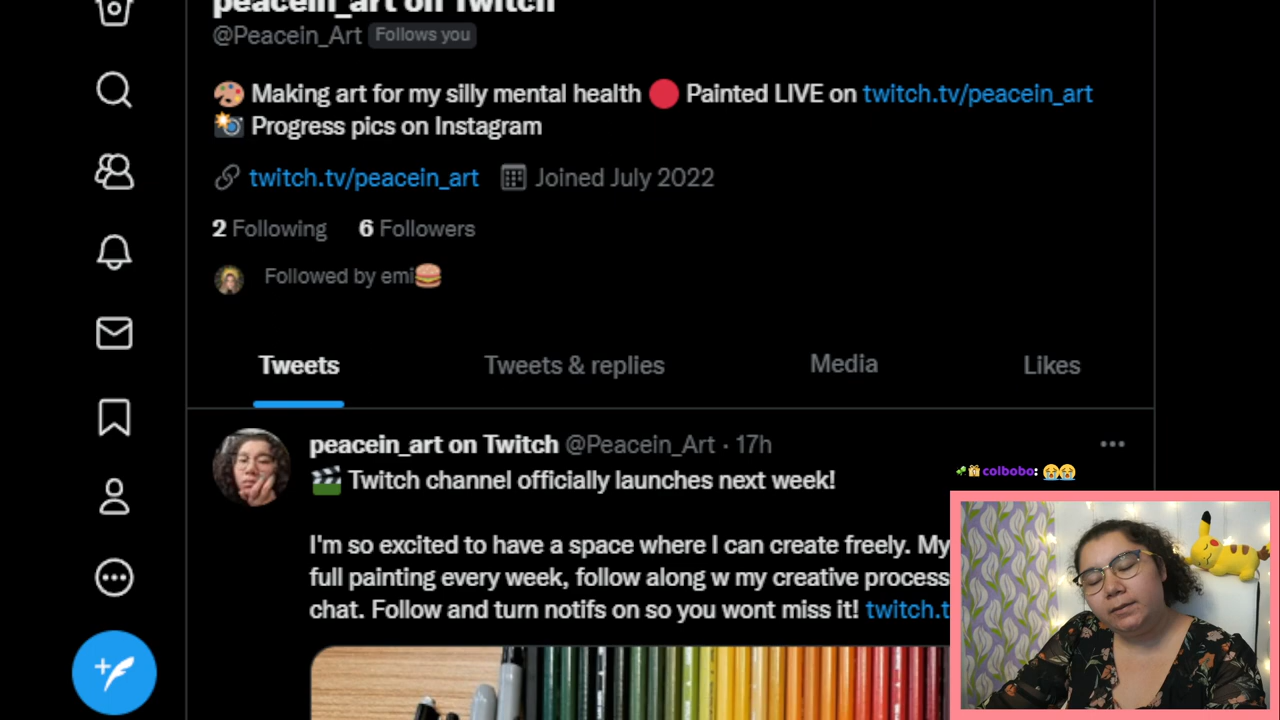 peacein_art on Twitch
@Peacein_Art Follows you
🎨 Making art for my silly mental health 🔴 Painted LIVE on twitch.tv/peacein_art
📸 Progress pics on Instagram
twitch.tv/peacein_art Joined July 2022
2 Following 6 Followers
Followed by emi🍔
Tweets Tweets & replies Media Likes
peacein_art on Twitch @Peacein_Art · 17h
🎬 Twitch channel officially launches next week!
colbobo: 😭😭
I'm so excited to have a space where I can create freely. My
full painting every week, follow along w my creative process
chat. Follow and turn notifs on so you wont miss it! twitch.t